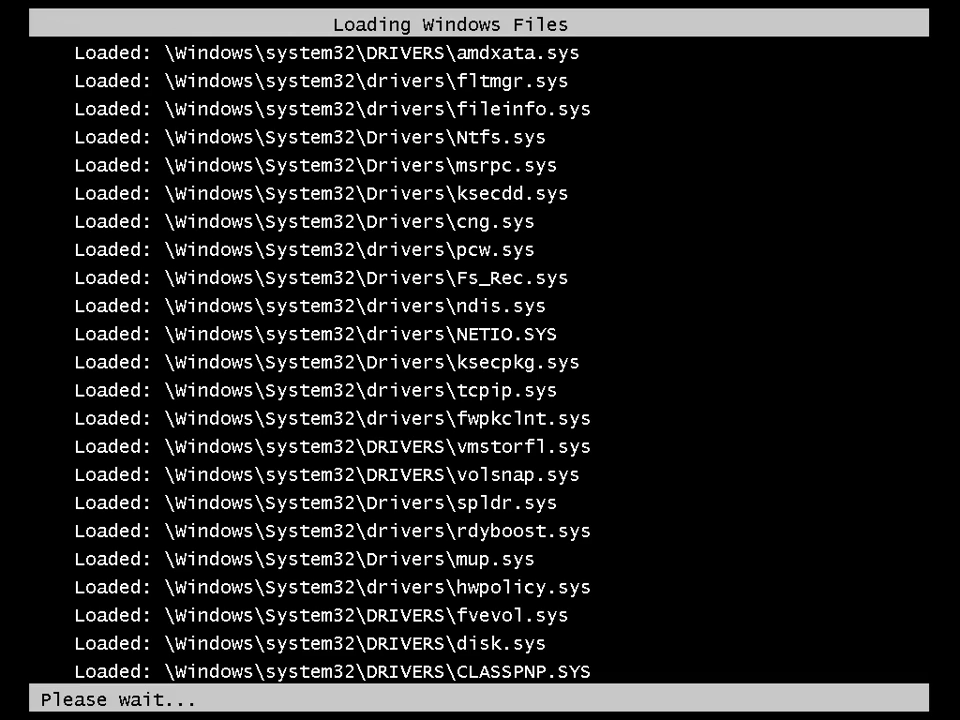 Loading Windows Files
Loaded: \Windows\system32\DRIVERS\amdxata.sys
Loaded: \Windows\system32\drivers\fltmgr.sys
Loaded: \Windows\system32\drivers\fileinfo.sys
Loaded: \Windows\System32\Drivers\Ntfs.sys
Loaded: \Windows\System32\Drivers\msrpc.sys
Loaded: \Windows\System32\Drivers\ksecdd.sys
Loaded: \Windows\System32\Drivers\cng.sys
Loaded: \Windows\System32\drivers\pcw.sys
Loaded: \Windows\System32\Drivers\Fs_Rec.sys
Loaded: \Windows\system32\drivers\ndis.sys
Loaded: \Windows\system32\drivers\NETIO.SYS
Loaded: \Windows\System32\Drivers\ksecpkg.sys
Loaded: \Windows\System32\drivers\tcpip.sys
Loaded: \Windows\System32\drivers\fwpkclnt.sys
Loaded: \Windows\system32\DRIVERS\vmstorfl.sys
Loaded: \Windows\system32\DRIVERS\volsnap.sys
Loaded: \Windows\System32\Drivers\spldr.sys
Loaded: \Windows\System32\drivers\rdyboost.sys
Loaded: \Windows\System32\Drivers\mup.sys
Loaded: \Windows\System32\drivers\hwpolicy.sys
Loaded: \Windows\System32\DRIVERS\fvevol.sys
Loaded: \Windows\system32\DRIVERS\disk.sys
Loaded: \Windows\system32\DRIVERS\CLASSPNP.SYS
Please wait...